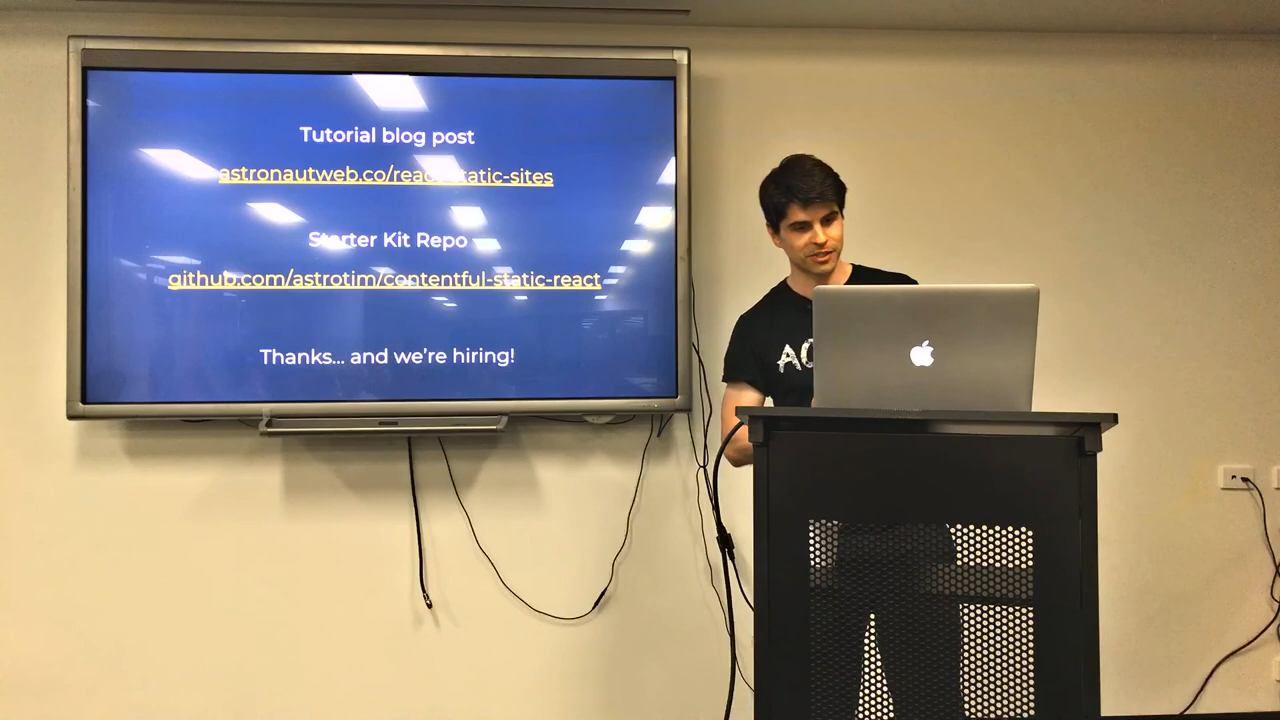 Tutorial blog post
astronautweb.co/react-static-sites
Starter Kit Repo
github.com/astrotim/contentful-static-react
Thanks... and we're hiring!